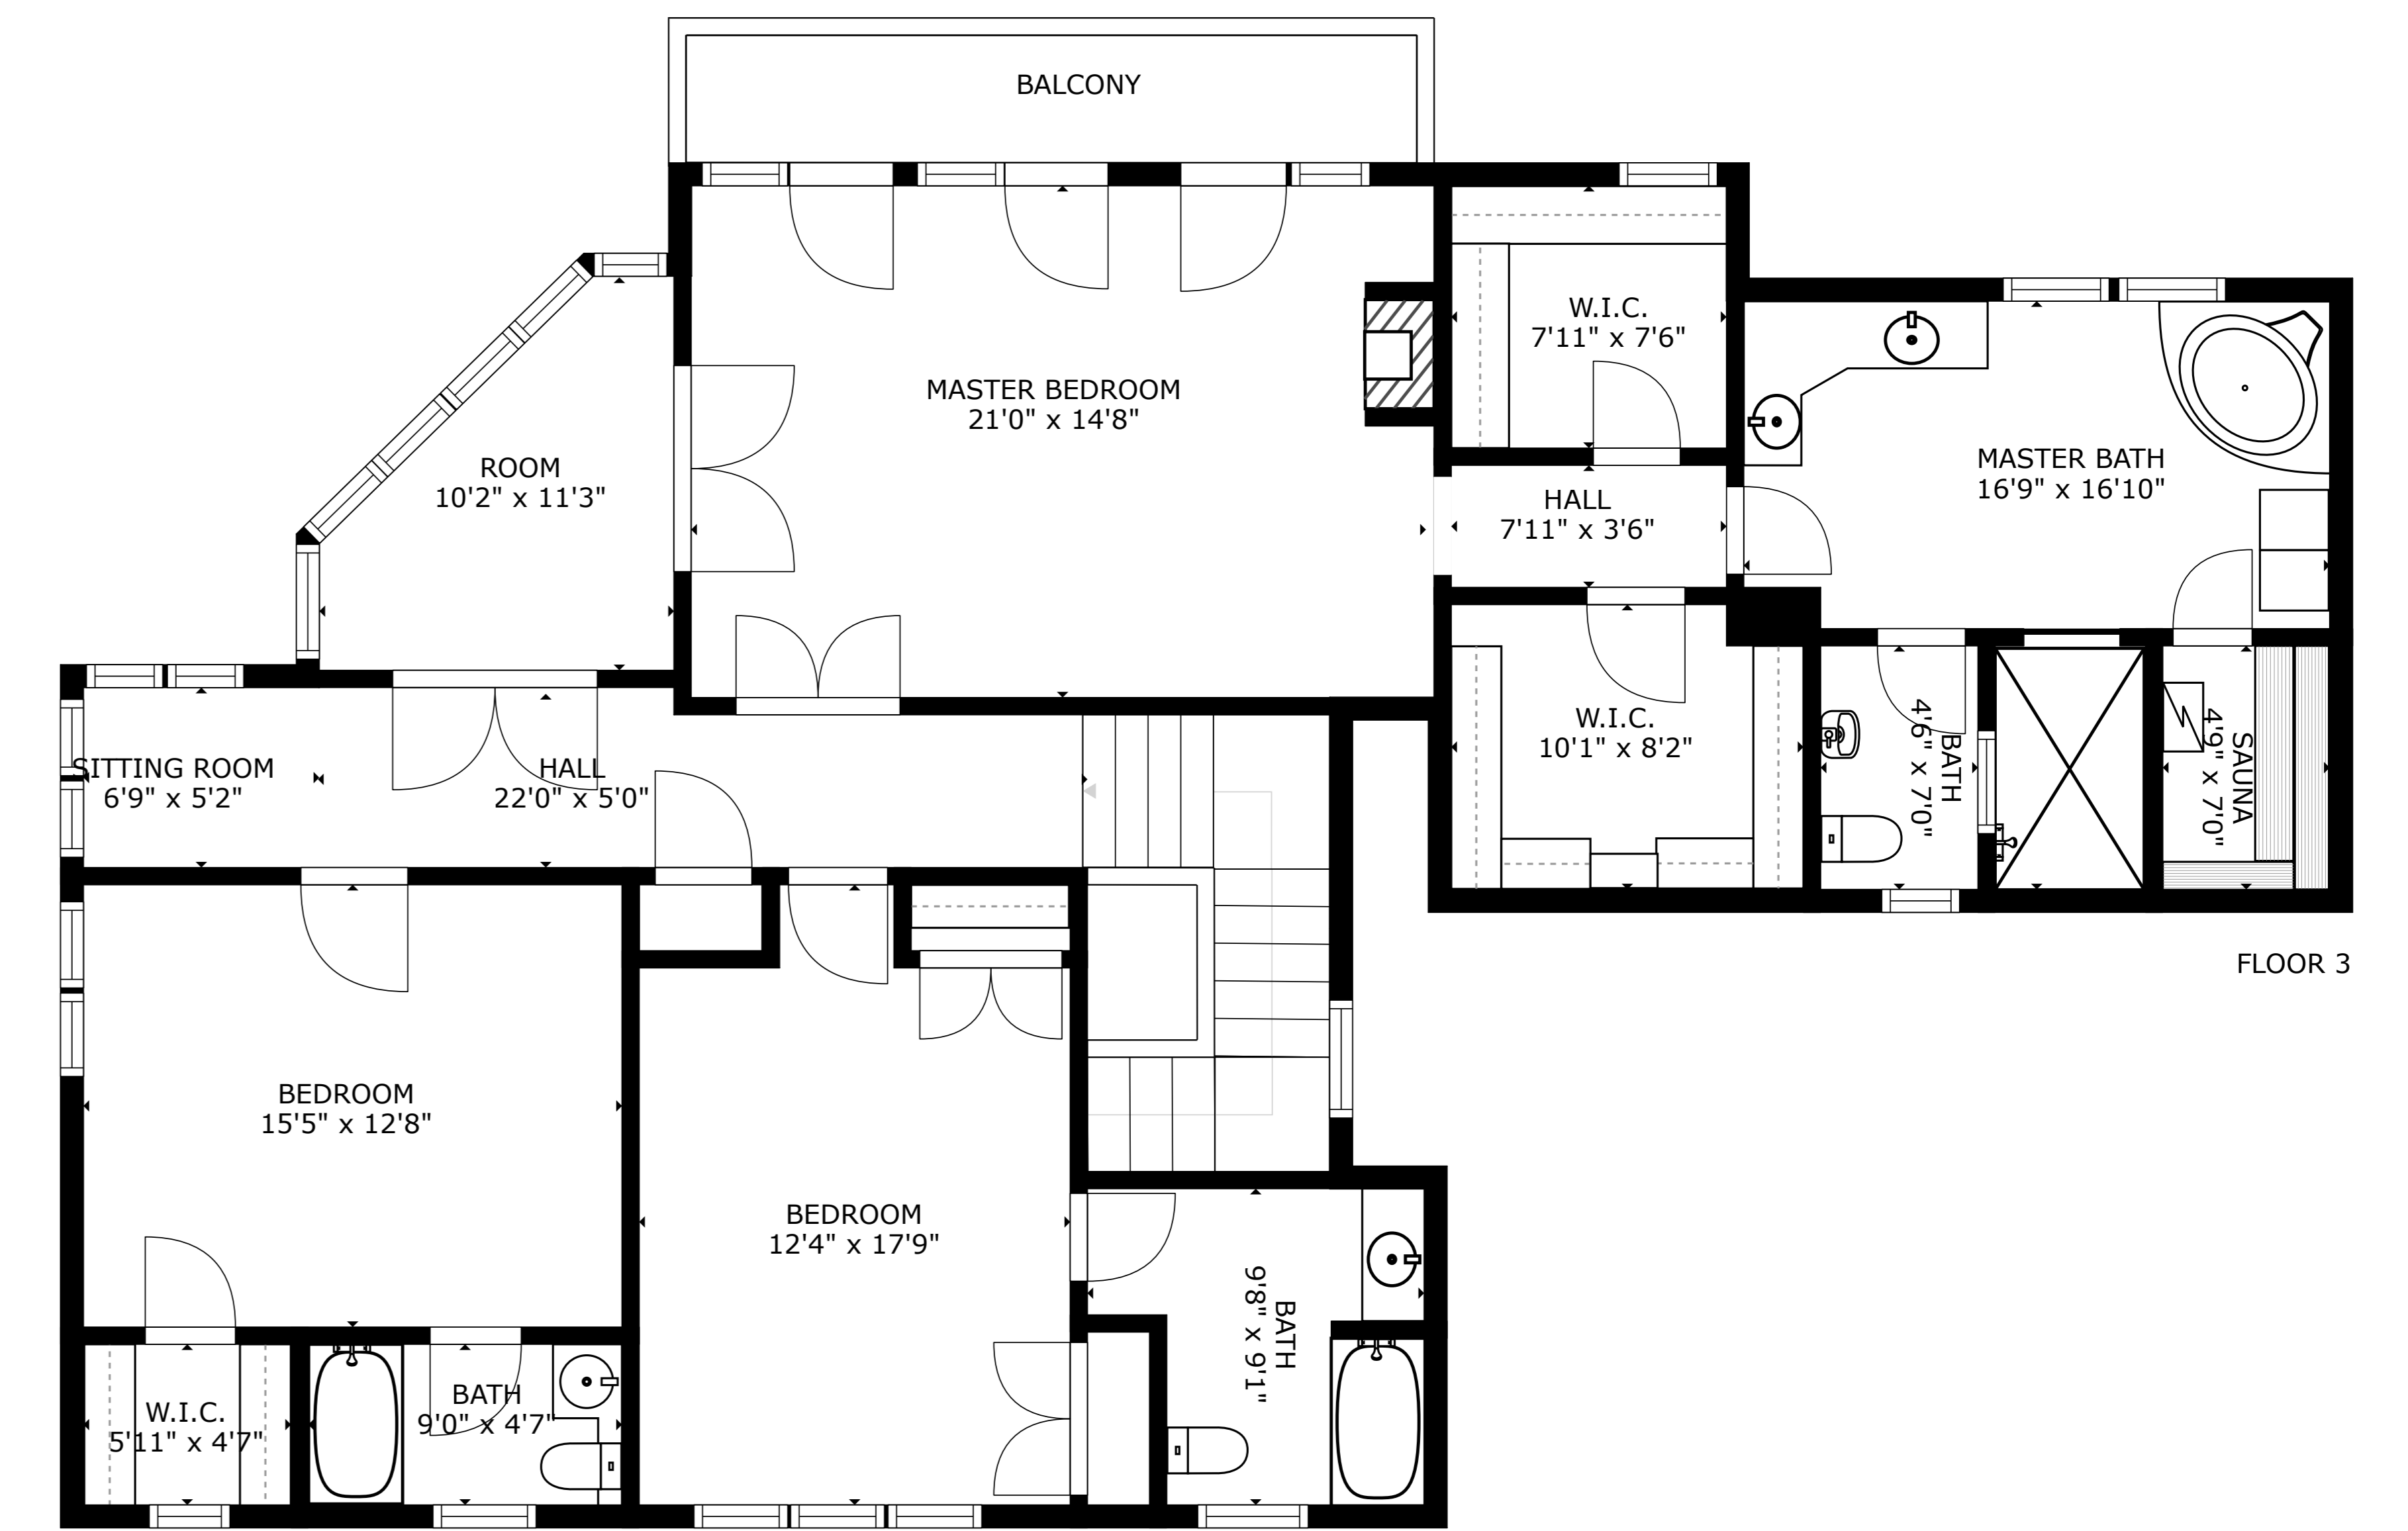 BALCONY
W.I.C.
7'11" x 7'6"
MASTER BEDROOM
21'0" x 14'8"
ROOM
10'2" x 11'3"
MASTER BATH
16'9" x 16'10"
HALL
7'11" x 3'6"
W.I.C.
10'1" x 8'2"
BATH
4'6" x 7'0"
SAUNA
4'9" x 7'0"
SITTING ROOM
6'9" x 5'2"
HALL
22'0" x 5'0"
FLOOR 3
BEDROOM
15'5" x 12'8"
BEDROOM
12'4" x 17'9"
BATH
9'8" x 9'1"
W.I.C.
5'11" x 4'7"
BATH
9'0" x 4'7"